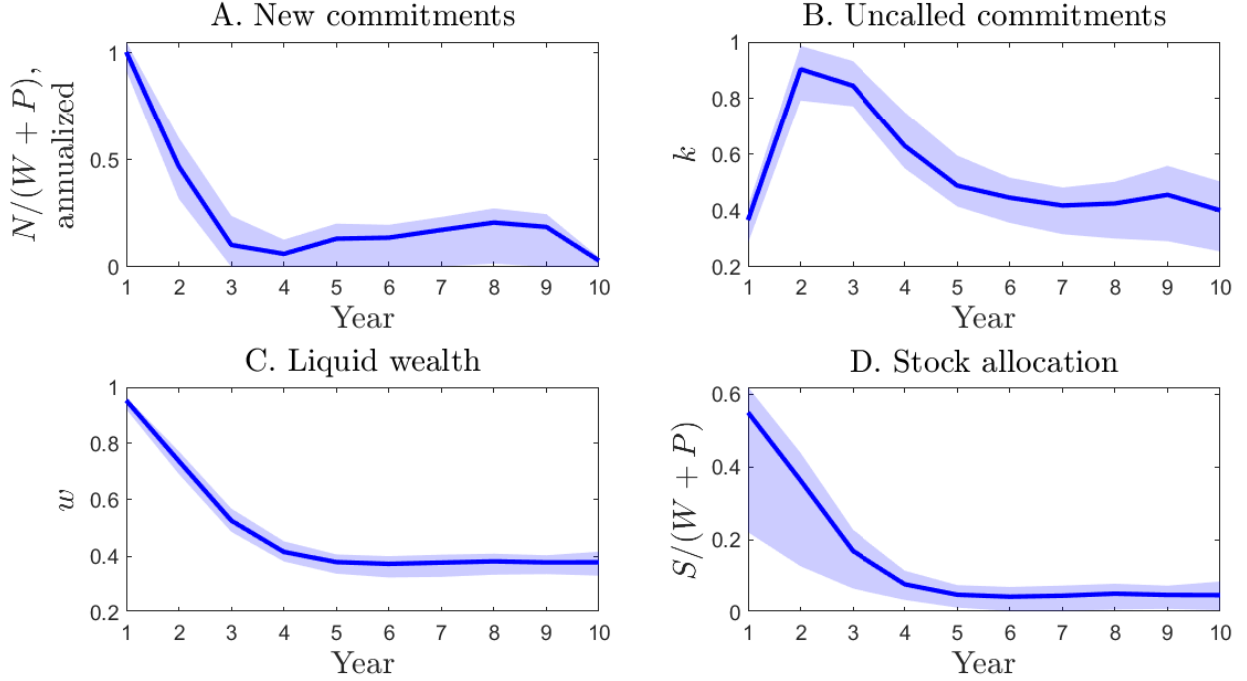 A. New commitments
N/(W + P),
annualized
1
0.5
0
1 2 3 4 5 6 7 8 9 10
Year
B. Uncalled commitments
k
1
0.8
0.6
0.4
0.2
1 2 3 4 5 6 7 8 9 10
Year
C. Liquid wealth
w
1
0.8
0.6
0.4
0.2
1 2 3 4 5 6 7 8 9 10
Year
D. Stock allocation
S/(W + P)
0.6
0.4
0.2
0
1 2 3 4 5 6 7 8 9 10
Year